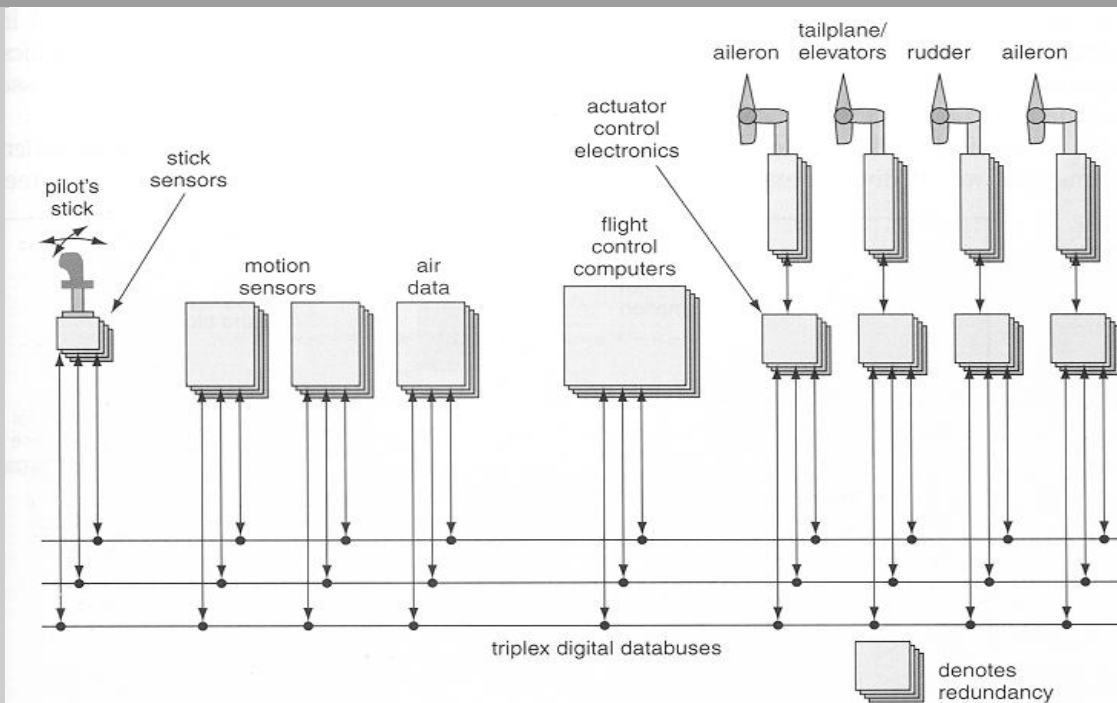 aileron
tailplane/
elevators
rudder
aileron
actuator
control
electronics
stick
sensors
pilot's
stick
flight
control
computers
motion
sensors
air
data
triplex digital databuses
denotes
redundancy